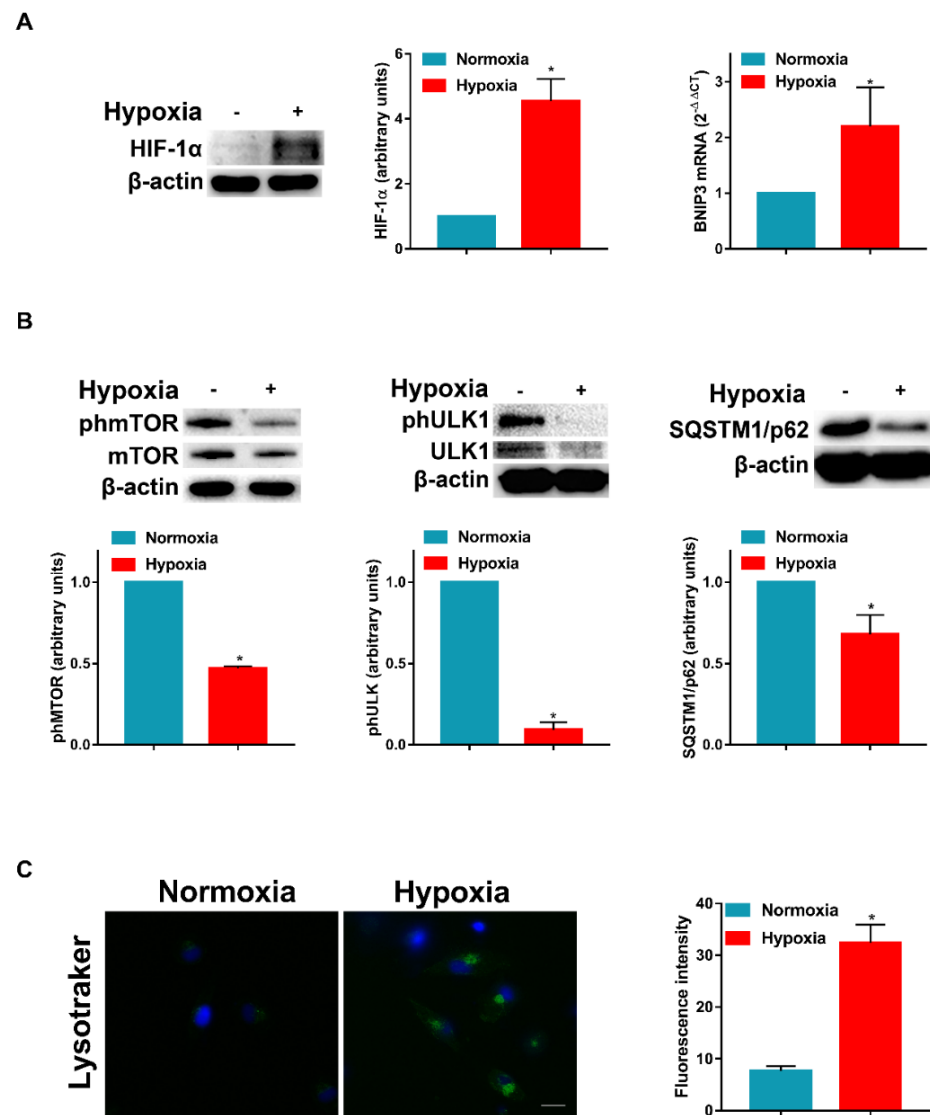 A
Hypoxia - +
HIF-1α
β-actin
HIF-1α (arbitrary units)
6
4
2
0
Normoxia
Hypoxia
*
BNIP3 mRNA (2-Δ ΔCT)
3
2
1
0
Normoxia
Hypoxia
*
B
Hypoxia - +
phmTOR
mTOR
β-actin
Hypoxia - +
phULK1
ULK1
β-actin
- +
Hypoxia
SQSTM1/p62
β-actin
phMTOR (arbitrary units)
1.0
0.5
0.0
Normoxia
Hypoxia
*
phULK (arbitrary units)
1.0
0.5
0.0
Normoxia
Hypoxia
*
SQSTM1/p62 (arbitrary units)
1.0
0.5
0.0
Normoxia
Hypoxia
*
C
Normoxia Hypoxia
Lysotraker
Fluorescence intensity
40
30
20
10
0
Normoxia
Hypoxia
*